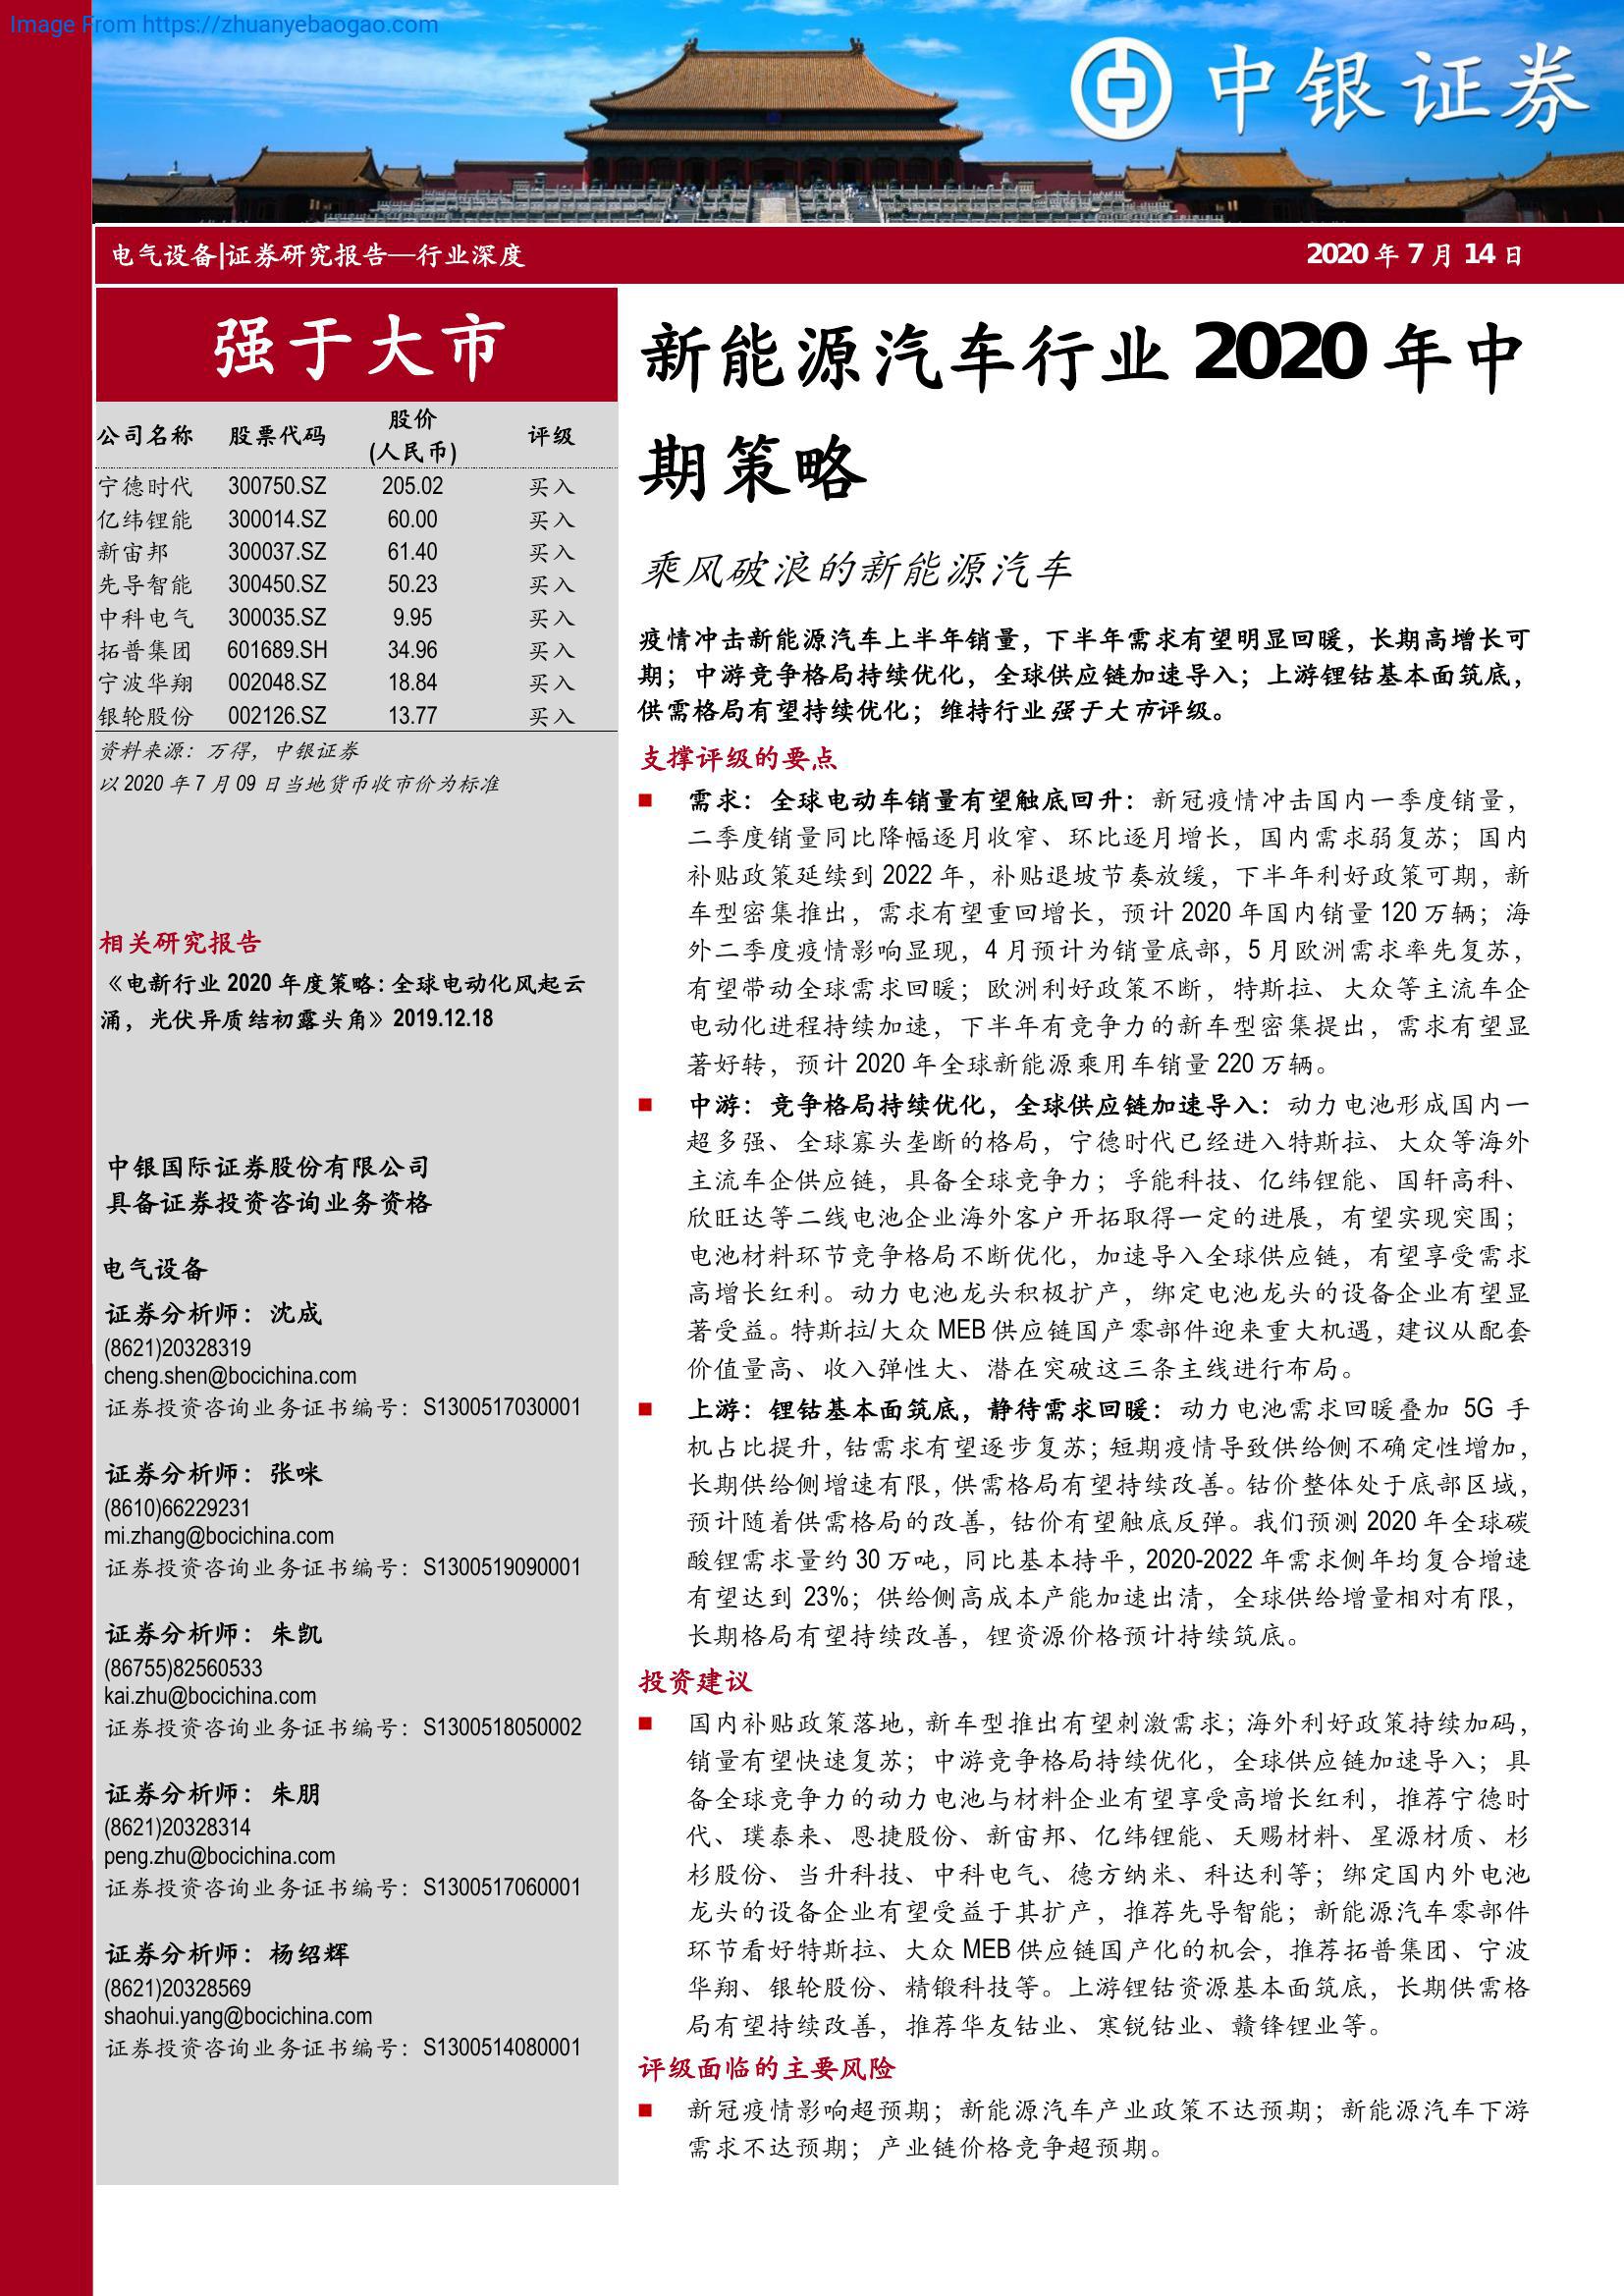 Image From https://zhuanyebaogao.com
中银证券
电气设备|证券研究报告—行业深度
2020 年 7 月 14 日
强于大市
公司名称 股票代码 股价 (人民币) 评级
宁德时代 300750.SZ 205.02 买入
亿纬锂能 300014.SZ 60.00 买入
新宙邦 300037.SZ 61.40 买入
先导智能 300450.SZ 50.23 买入
中科电气 300035.SZ 9.95 买入
拓普集团 601689.SH 34.96 买入
宁波华翔 002048.SZ 18.84 买入
银轮股份 002126.SZ 13.77 买入
资料来源：万得，中银证券
以 2020 年 7 月 09 日当地货币收市价为标准
相关研究报告
《电新行业 2020 年度策略：全球电动化风起云
涌，光伏异质结初露头角》2019.12.18
中银国际证券股份有限公司
具备证券投资咨询业务资格
电气设备
证券分析师：沈成
(8621)20328319
cheng.shen@bocichina.com
证券投资咨询业务证书编号：S1300517030001
证券分析师：张咪
(8610)66229231
mi.zhang@bocichina.com
证券投资咨询业务证书编号：S1300519090001
证券分析师：朱凯
(86755)82560533
kai.zhu@bocichina.com
证券投资咨询业务证书编号：S1300518050002
证券分析师：朱朋
(8621)20328314
peng.zhu@bocichina.com
证券投资咨询业务证书编号：S1300517060001
证券分析师：杨绍辉
(8621)20328569
shaohui.yang@bocichina.com
证券投资咨询业务证书编号：S1300514080001
新能源汽车行业 2020 年中
期策略
乘风破浪的新能源汽车
疫情冲击新能源汽车上半年销量，下半年需求有望明显回暖，长期高增长可
期；中游竞争格局持续优化，全球供应链加速导入；上游锂钴基本面筑底，
供需格局有望持续优化；维持行业强于大市评级。
支撑评级的要点
■ 需求：全球电动车销量有望触底回升：新冠疫情冲击国内一季度销量，
二季度销量同比降幅逐月收窄、环比逐月增长，国内需求弱复苏；国内
补贴政策延续到 2022 年，补贴退坡节奏放缓，下半年利好政策可期，新
车型密集推出，需求有望重回增长，预计 2020 年国内销量 120 万辆；海
外二季度疫情影响显现，4 月预计为销量底部，5 月欧洲需求率先复苏，
有望带动全球需求回暖；欧洲利好政策不断，特斯拉、大众等主流车企
电动化进程持续加速，下半年有竞争力的新车型密集提出，需求有望显
著好转，预计 2020 年全球新能源乘用车销量 220 万辆。
■ 中游：竞争格局持续优化，全球供应链加速导入：动力电池形成国内一
超多强、全球寡头垄断的格局，宁德时代已经进入特斯拉、大众等海外
主流车企供应链，具备全球竞争力；孚能科技、亿纬锂能、国轩高科、
欣旺达等二线电池企业海外客户开拓取得一定的进展，有望实现突围；
电池材料环节竞争格局不断优化，加速导入全球供应链，有望享受需求
高增长红利。动力电池龙头积极扩产，绑定电池龙头的设备企业有望显
著受益。特斯拉/大众 MEB 供应链国产零部件迎来重大机遇，建议从配套
价值量高、收入弹性大、潜在突破这三条主线进行布局。
■ 上游：锂钴基本面筑底，静待需求回暖：动力电池需求回暖叠加 5G 手
机占比提升，钴需求有望逐步复苏；短期疫情导致供给侧不确定性增加，
长期供给侧增速有限，供需格局有望持续改善。钴价整体处于底部区域，
预计随着供需格局的改善，钴价有望触底反弹。我们预测 2020 年全球碳
酸锂需求量约 30 万吨，同比基本持平，2020-2022 年需求侧年均复合增速
有望达到 23%；供给侧高成本产能加速出清，全球供给增量相对有限，
长期格局有望持续改善，锂资源价格预计持续筑底。
投资建议
■ 国内补贴政策落地，新车型推出有望刺激需求；海外利好政策持续加码，
销量有望快速复苏；中游竞争格局持续优化，全球供应链加速导入；具
备全球竞争力的动力电池与材料企业有望享受高增长红利，推荐宁德时
代、璞泰来、恩捷股份、新宙邦、亿纬锂能、天赐材料、星源材质、杉
杉股份、当升科技、中科电气、德方纳米、科达利等；绑定国内外电池
龙头的设备企业有望受益于其扩产，推荐先导智能；新能源汽车零部件
环节看好特斯拉、大众 MEB 供应链国产化的机会，推荐拓普集团、宁波
华翔、银轮股份、精锻科技等。上游锂钴资源基本面筑底，长期供需格
局有望持续改善，推荐华友钴业、寒锐钴业、赣锋锂业等。
评级面临的主要风险
■ 新冠疫情影响超预期；新能源汽车产业政策不达预期；新能源汽车下游
需求不达预期；产业链价格竞争超预期。